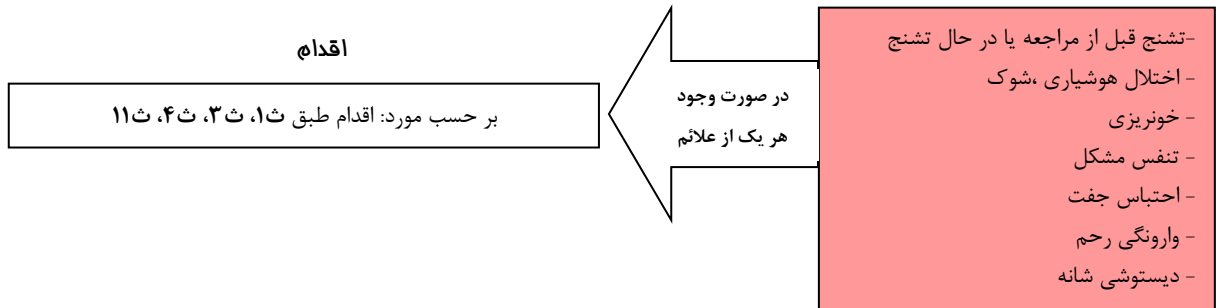 -تشنج قبل از مراجعه یا در حال تشنج
- اختلال هوشیاری ،شوک
- خونریزی
- تنفس مشکل
- احتباس جفت
- وارونگی رحم
- دیستوشی شانه
در صورت وجود
هر یک از علائم
اقدام
بر حسب مورد: اقدام طبق ث۱، ث۳، ث۴، ث۱۱